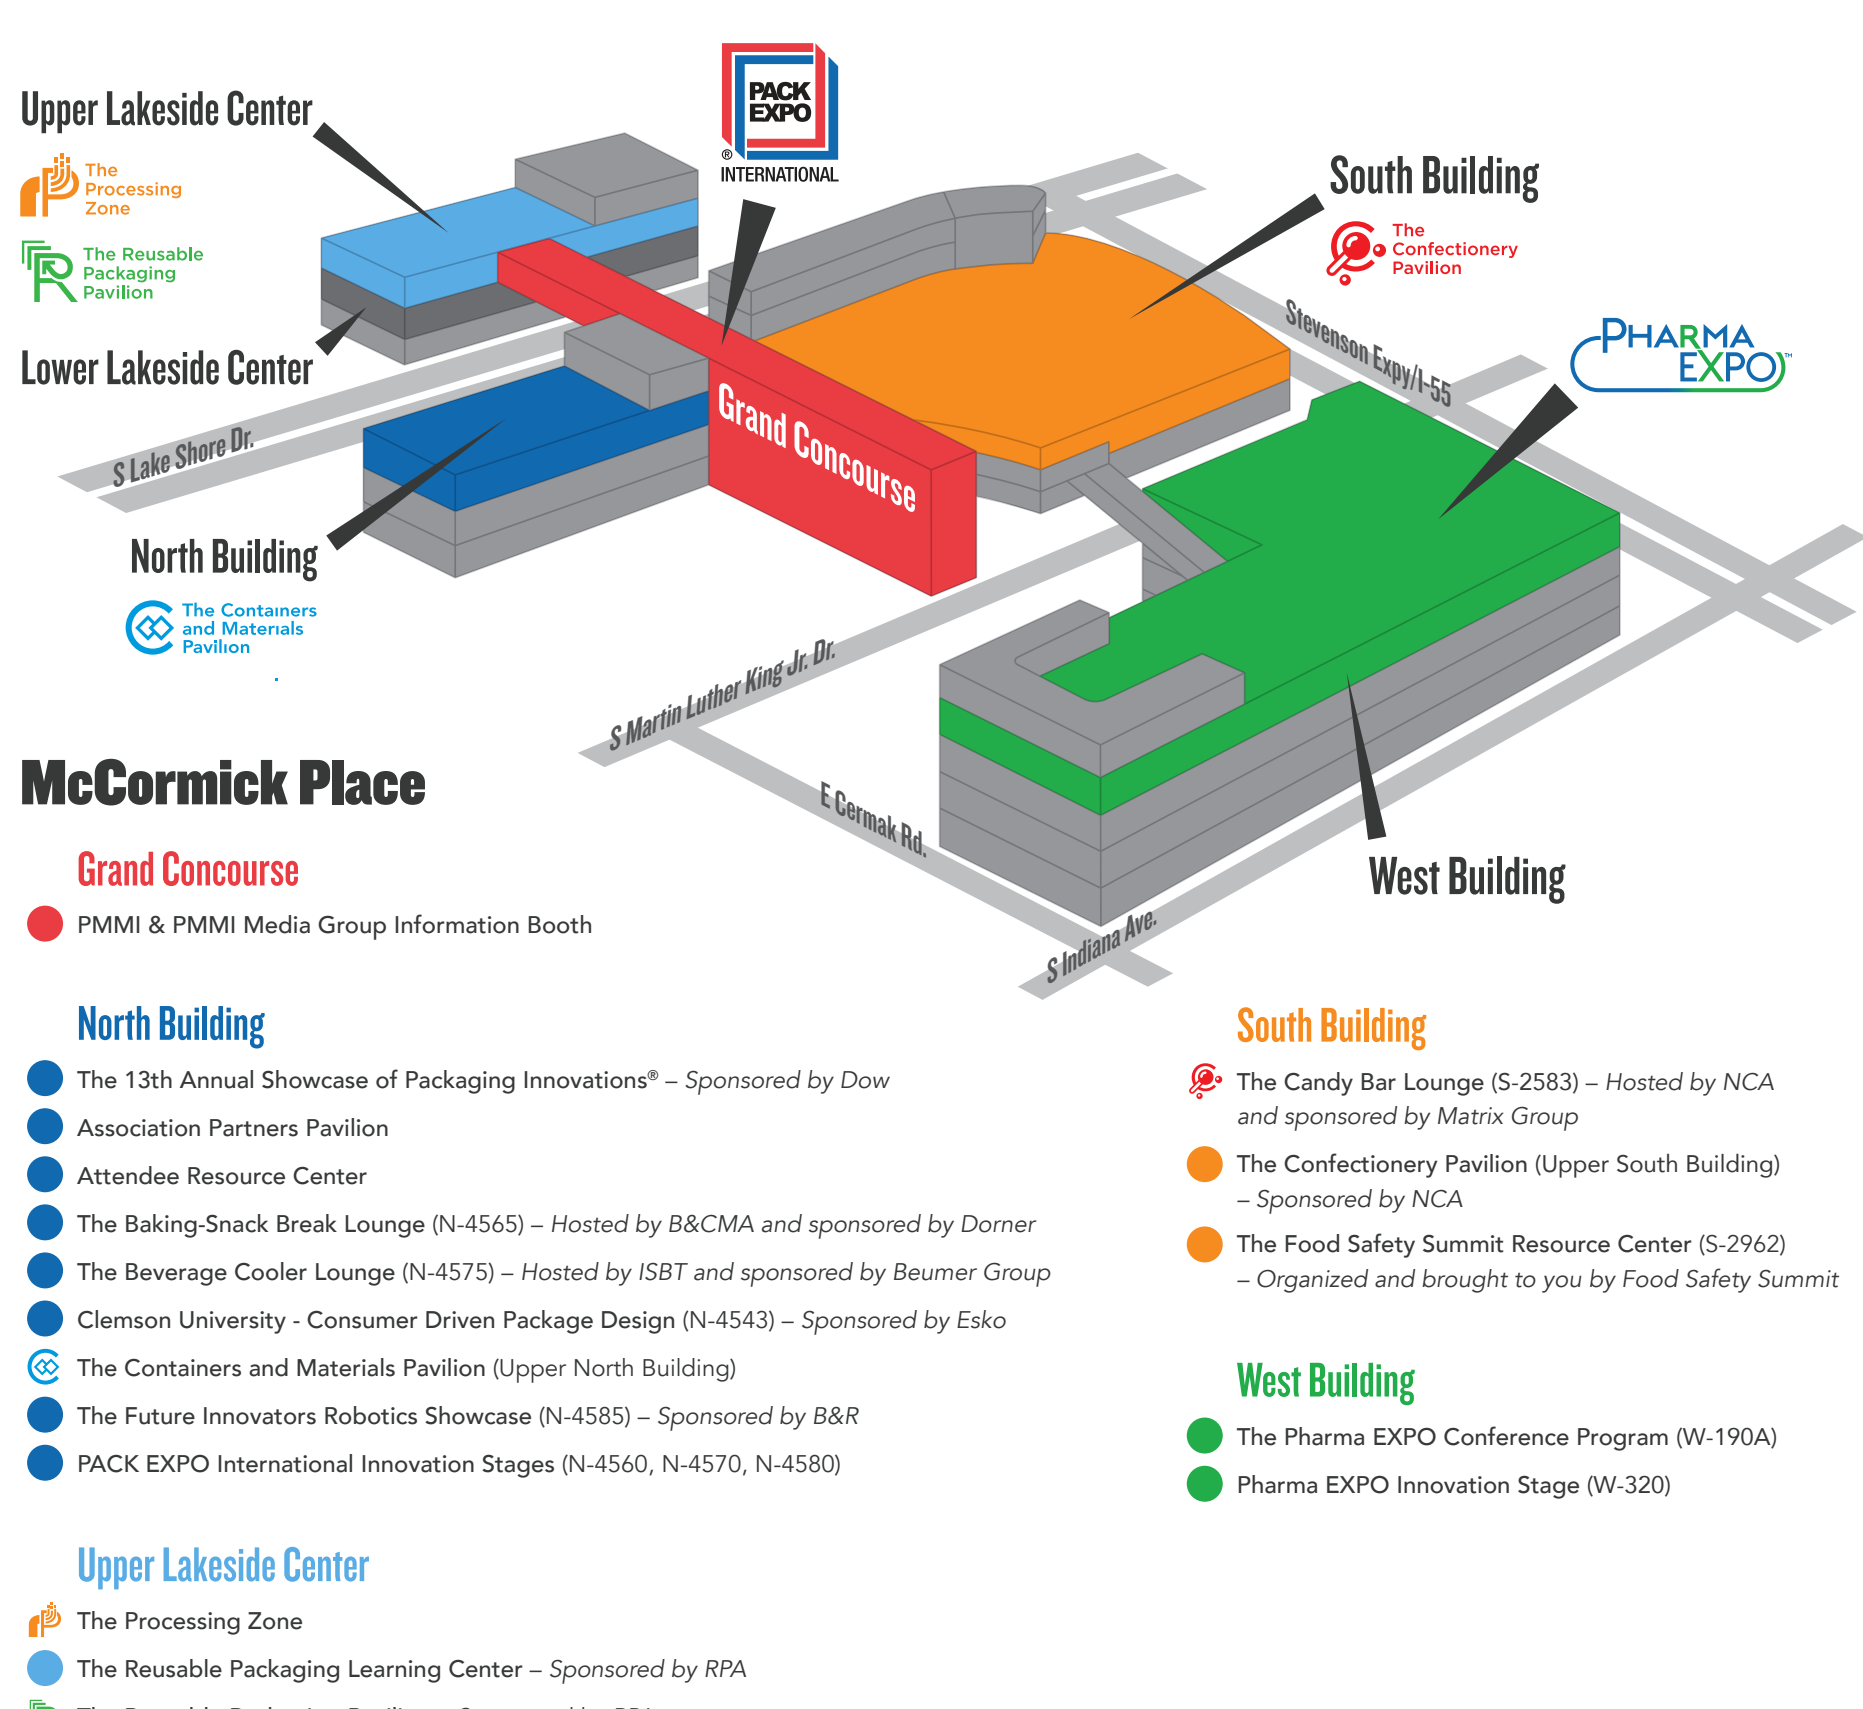 PACK
EXPO
®
INTERNATIONAL
Upper Lakeside Center
The
Processing
Zone
The Reusable
Packaging
Pavilion
Lower Lakeside Center
South Building
The
Confectionery
Pavilion
Stevenson Expy/I-55
PHARMA
EXPO™
Grand Concourse
S Lake Shore Dr.
North Building
The Containers
and Materials
Pavilion
S Martin Luther King Jr. Dr.
E Cermak Rd.
West Building
S Indiana Ave.
McCormick Place
Grand Concourse
PMMI & PMMI Media Group Information Booth
North Building
The 13th Annual Showcase of Packaging Innovations® – Sponsored by Dow
Association Partners Pavilion
Attendee Resource Center
The Baking-Snack Break Lounge (N-4565) – Hosted by B&CMA and sponsored by Dorner
The Beverage Cooler Lounge (N-4575) – Hosted by ISBT and sponsored by Beumer Group
Clemson University - Consumer Driven Package Design (N-4543) – Sponsored by Esko
The Containers and Materials Pavilion (Upper North Building)
The Future Innovators Robotics Showcase (N-4585) – Sponsored by B&R
PACK EXPO International Innovation Stages (N-4560, N-4570, N-4580)
Upper Lakeside Center
The Processing Zone
The Reusable Packaging Learning Center – Sponsored by RPA
South Building
The Candy Bar Lounge (S-2583) – Hosted by NCA
and sponsored by Matrix Group
The Confectionery Pavilion (Upper South Building)
– Sponsored by NCA
The Food Safety Summit Resource Center (S-2962)
– Organized and brought to you by Food Safety Summit
West Building
The Pharma EXPO Conference Program (W-190A)
Pharma EXPO Innovation Stage (W-320)